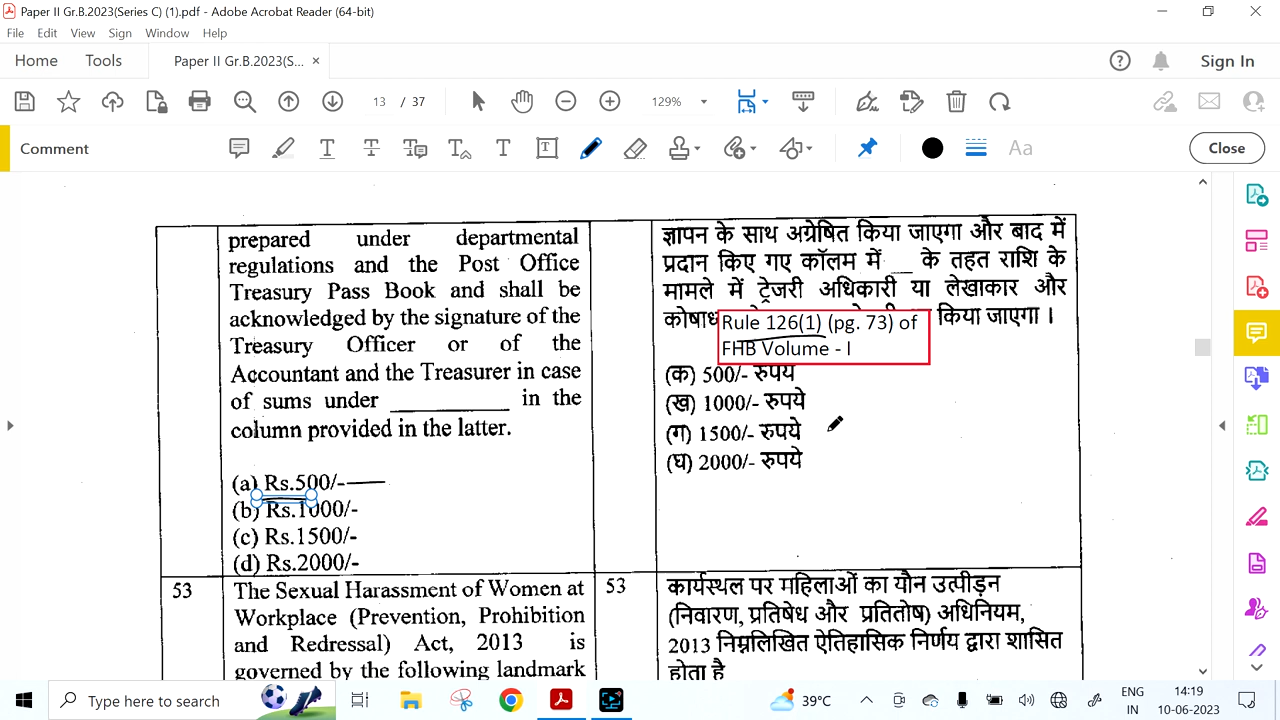 Paper II Gr.B.2023(Series C) (1).pdf - Adobe Acrobat Reader (64-bit)
File Edit View Sign Window Help
Home Tools Paper II Gr.B.2023(S... × Sign In
13 / 37 129%
Comment Aa Close
prepared under departmental
regulations and the Post Office
Treasury Pass Book and shall be
acknowledged by the signature of the
Treasury Officer or of the
Accountant and the Treasurer in case
of sums under __________ in the
column provided in the latter.
(a) Rs.500/-
(b) Rs.1000/-
(c) Rs.1500/-
(d) Rs.2000/-
ज्ञापन के साथ अग्रेषित किया जाएगा और बाद में
प्रदान किए गए कॉलम में __ के तहत राशि के
मामले में ट्रेजरी अधिकारी या लेखाकार और
किया जाएगा ।
Rule 126(1) (pg. 73) of
FHB Volume - I
(क) 500/- रुपये
(ख) 1000/- रुपये
(ग) 1500/- रुपये
(घ) 2000/- रुपये
53
The Sexual Harassment of Women at
Workplace (Prevention, Prohibition
and Redressal) Act, 2013 is
governed by the following landmark
53
कार्यस्थल पर महिलाओं का यौन उत्पीड़न
(निवारण, प्रतिषेध और प्रतितोष) अधिनियम,
2013 निम्नलिखित ऐतिहासिक निर्णय द्वारा शासित
होता है
Type here to search
39°C
ENG
IN
14:19
10-06-2023